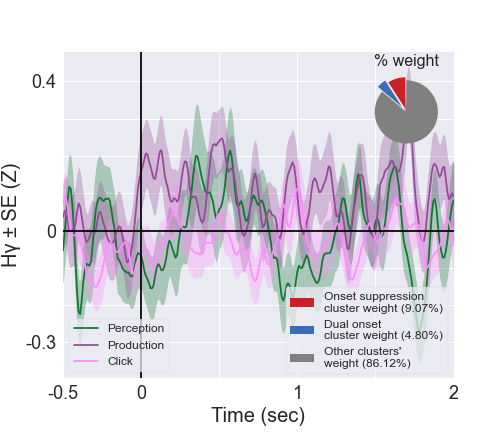 % weight
0.4
0
-0.3
Hγ ± SE (Z)
Perception
Production
Click
Onset suppression
cluster weight (9.07%)
Dual onset
cluster weight (4.80%)
Other clusters'
weight (86.12%)
-0.5
0
1
2
Time (sec)